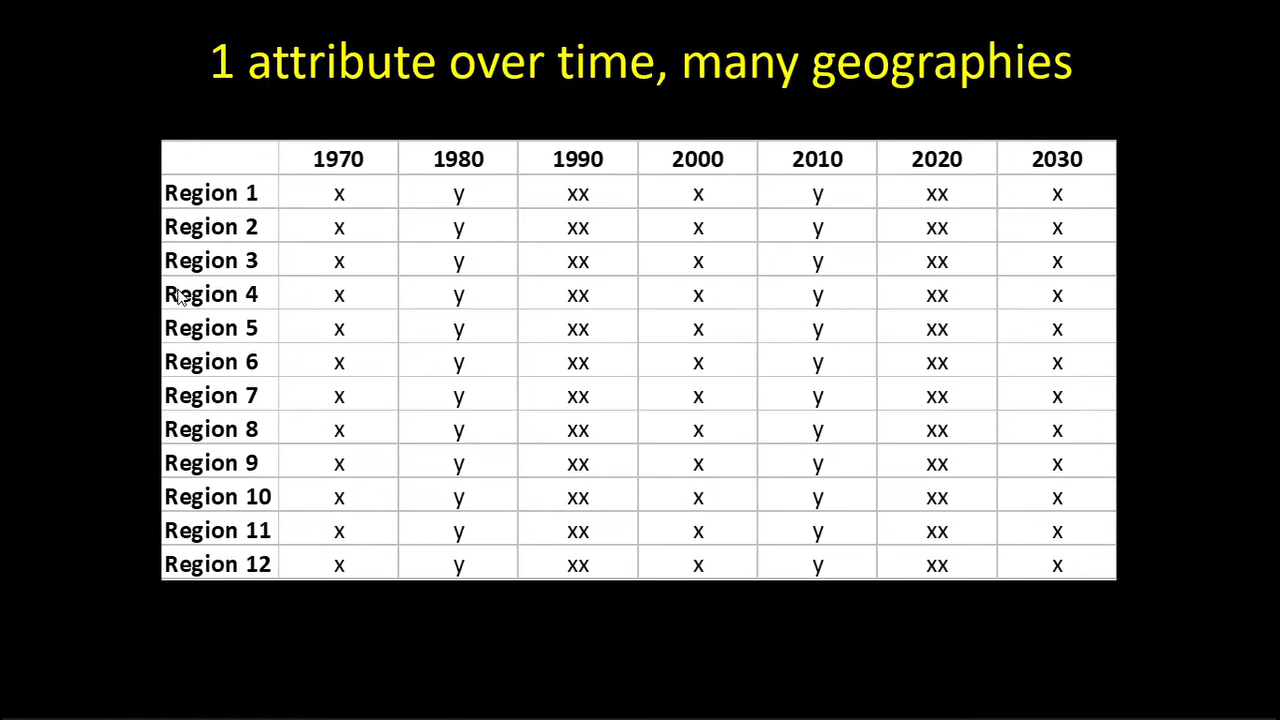 1 attribute over time, many geographies
1970 1980 1990 2000 2010 2020 2030
Region 1 x y xx x y xx x
Region 2 x y xx x y xx x
Region 3 x y xx x y xx x
Region 4 x y xx x y xx x
Region 5 x y xx x y xx x
Region 6 x y xx x y xx x
Region 7 x y xx x y xx x
Region 8 x y xx x y xx x
Region 9 x y xx x y xx x
Region 10 x y xx x y xx x
Region 11 x y xx x y xx x
Region 12 x y xx x y xx x